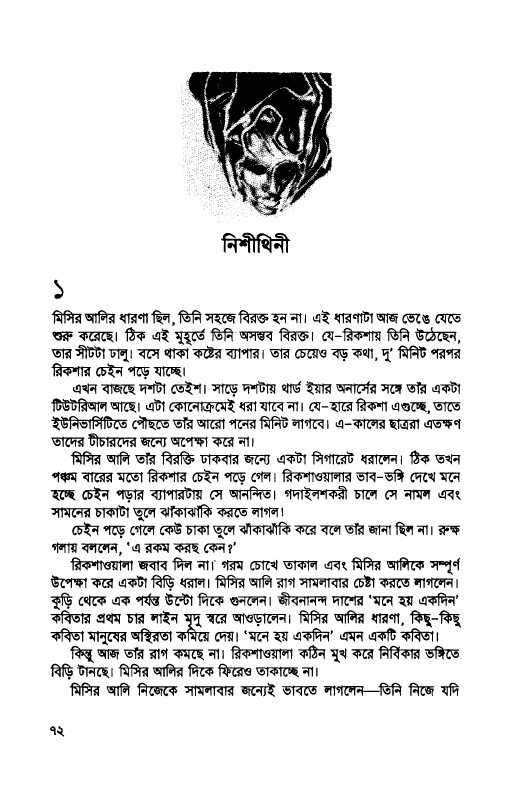 নিশীথিনী
১
মিসির আলির ধারণা ছিল, তিনি সহজে বিরক্ত হন না। এই ধারণাটা আজ ভেঙে যেতে
শুরু করেছে। ঠিক এই মুহূর্তে তিনি অসম্ভব বিরক্ত। যে-রিকশায় তিনি উঠেছেন,
তার সীটটা ঢালু। বসে থাকা কষ্টের ব্যাপার। তার চেয়েও বড় কথা, দু' মিনিট পরপর
রিকশার চেইন পড়ে যাচ্ছে।
এখন বাজছে দশটা তেইশ। সাড়ে দশটায় থার্ড ইয়ার অনার্সের সঙ্গে তাঁর একটা
টিউটরিআল আছে। এটা কোনোক্রমেই ধরা যাবে না। যে-হারে রিকশা এগুচ্ছে, তাতে
ইউনিভার্সিটিতে পৌঁছতে তাঁর আরো পনের মিনিট লাগবে। এ-কালের ছাত্ররা এতক্ষণ
তাদের টীচারদের জন্যে অপেক্ষা করে না।
মিসির আলি তাঁর বিরক্তি ঢাকবার জন্যে একটা সিগারেট ধরালেন। ঠিক তখন
পঞ্চম বারের মতো রিকশার চেইন পড়ে গেল। রিকশাওয়ালার ভাব-ভঙ্গি দেখে মনে
হচ্ছে চেইন পড়ার ব্যাপারটায় সে আনন্দিত। গদাইলশকরী চালে সে নামল এবং
সামনের চাকাটা তুলে ঝাঁকাঝাঁকি করতে লাগল!
চেইন পড়ে গেলে কেউ চাকা তুলে ঝাঁকাঝাঁকি করে বলে তাঁর জানা ছিল না। রুক্ষ
গলায় বললেন, 'এ রকম করছ কেন?'
রিকশাওয়ালা জবাব দিল না। গরম চোখে তাকাল এবং মিসির আলিকে সম্পূর্ণ
উপেক্ষা করে একটা বিড়ি ধরাল। মিসির আলি রাগ সামলাবার চেষ্টা করতে লাগলেন।
কুড়ি থেকে এক পর্যন্ত উল্টো দিকে গুনলেন। জীবনানন্দ দাশের 'মনে হয় একদিন'
কবিতার প্রথম চার লাইন মৃদু স্বরে আওড়ালেন। মিসির আলির ধারণা, কিছু-কিছু
কবিতা মানুষের অস্থিরতা কমিয়ে দেয়। 'মনে হয় একদিন' এমন একটি কবিতা।
কিন্তু আজ তাঁর রাগ কমছে না। রিকশাওয়ালা কঠিন মুখ করে নির্বিকার ভঙ্গিতে
বিড়ি টানছে। মিসির আলির দিকে ফিরেও তাকাচ্ছে না।
মিসির আলি নিজেকে সামলাবার জন্যেই ভাবতে লাগলেন—তিনি নিজে যদি
৭২